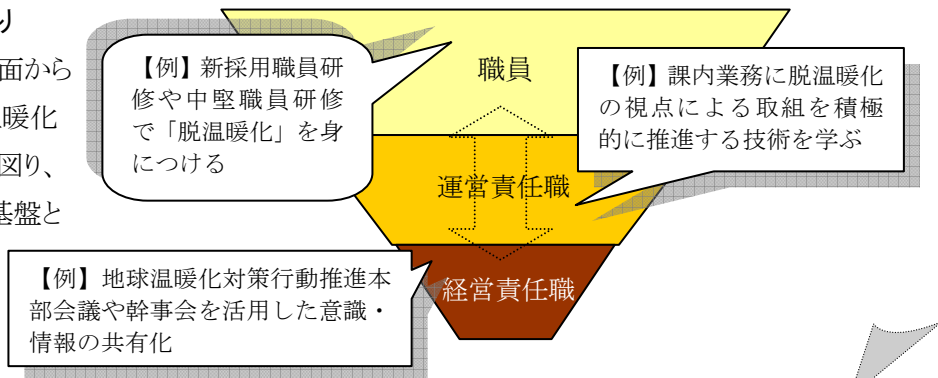 り
面から
暖化
図り、
基盤と
【例】新採用職員研
修や中堅職員研修
で「脱温暖化」を身
につける
職員
【例】課内業務に脱温暖化
の視点による取組を積極
的に推進する技術を学ぶ
運営責任職
【例】地球温暖化対策行動推進本
部会議や幹事会を活用した意識・
情報の共有化
経営責任職